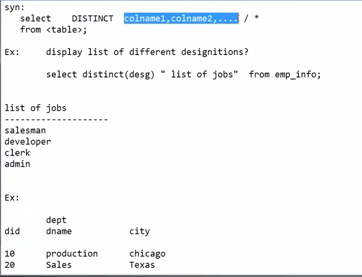 syn:
select DISTINCT colname1,colname2,.... / *
from <table>;
Ex: display list of different designitions?
select distinct(desg) " list of jobs" from emp_info;
list of jobs
--------------------
salesman
developer
clerk
admin
Ex:
dept
did dname city
10 production chicago
20 Sales Texas